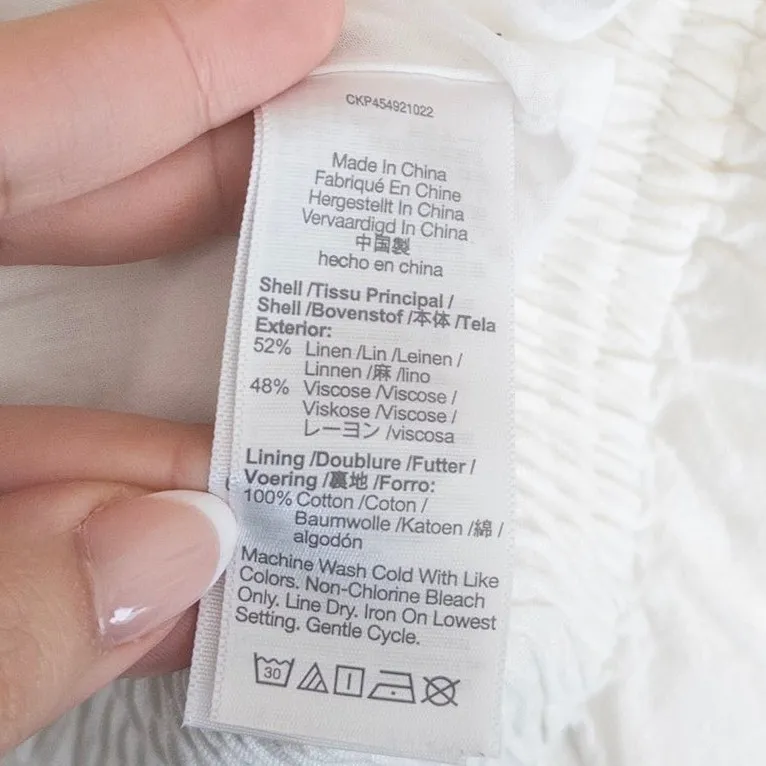 CKP454921022
Made In China
Fabriqué En Chine
Hergestellt In China
Vervaardigd In China
中国製
hecho en china
Shell /Tissu Principal /
Shell /Bovenstof /本体 /Tela
Exterior:
52% Linen /Lin /Leinen /
Linnen /麻 /lino
48% Viscose /Viscose /
Viskose /Viscose /
レーヨン /viscosa
Lining /Doublure /Futter /
Voering /裏地 /Forro:
100% Cotton /Coton /
Baumwolle /Katoen /綿 /
algodón
Machine Wash Cold With Like
Colors. Non-Chlorine Bleach
Only. Line Dry. Iron On Lowest
Setting. Gentle Cycle.
30